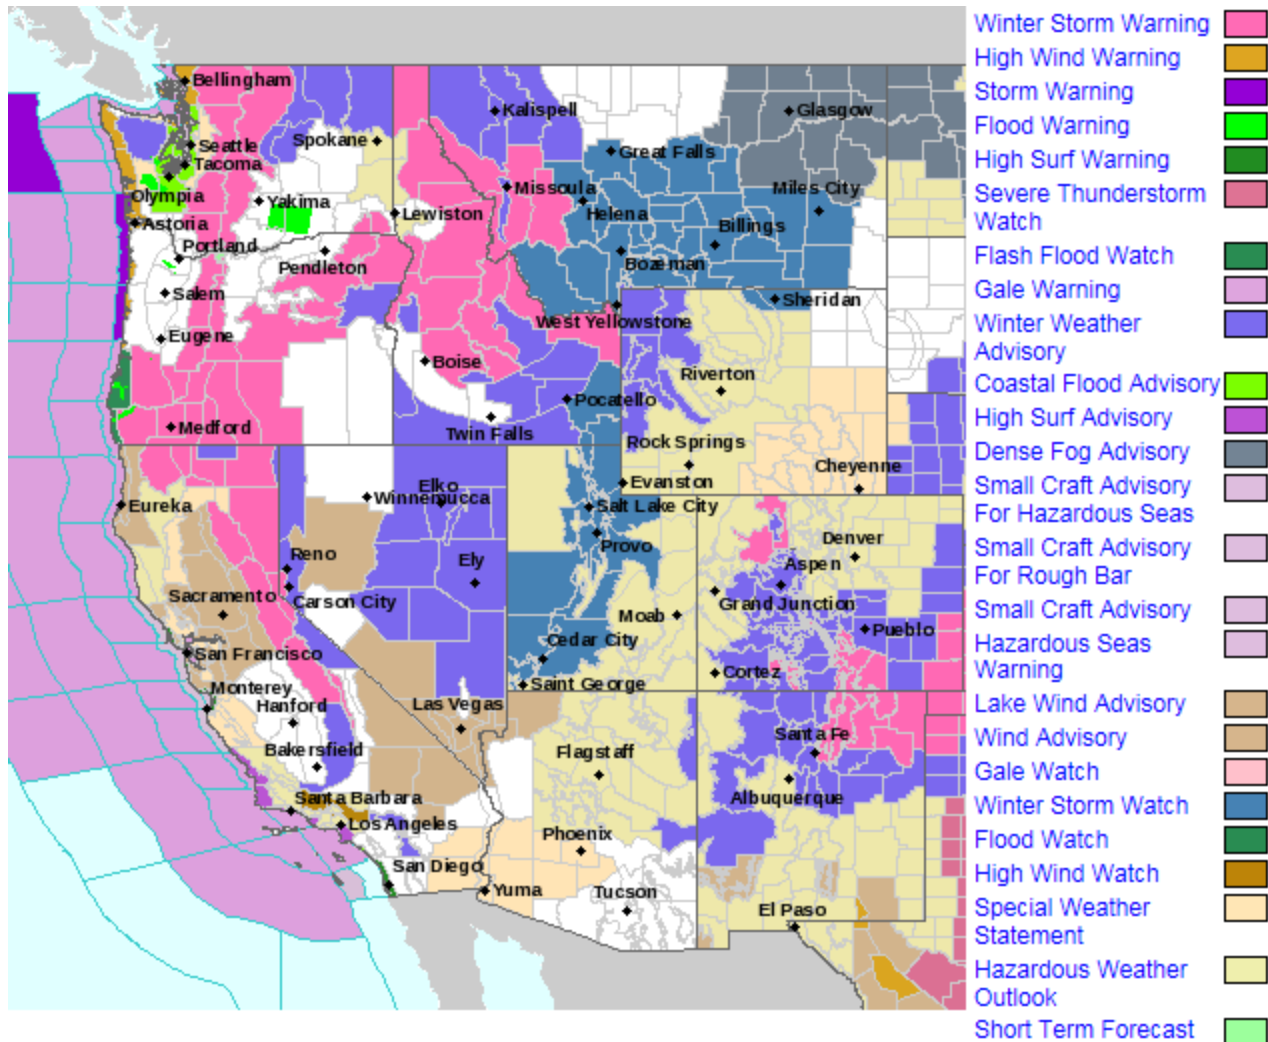 Bellingham
Kalispell
Glasgow
Seattle
Spokane
Great Falls
Tacoma
Missoula
Miles City
Olympia
Yakima
Helena
Lewiston
Billings
Astoria
Portland
Pendleton
Bozeman
Salem
Sheridan
West Yellowstone
Eugene
Boise
Riverton
Pocatello
Medford
Twin Falls
Rock Springs
Cheyenne
Elko
Evanston
Winnemucca
Eureka
Salt Lake City
Denver
Provo
Reno
Ely
Aspen
Sacramento
Carson City
Grand Junction
Moab
Pueblo
Cedar City
San Francisco
Cortez
Saint George
Monterey
Hanford
Las Vegas
Santa Fe
Bakersfield
Flagstaff
Santa Barbara
Albuquerque
Los Angeles
Phoenix
San Diego
Yuma
Tucson
El Paso
Winter Storm Warning
High Wind Warning
Storm Warning
Flood Warning
High Surf Warning
Severe Thunderstorm
Watch
Flash Flood Watch
Gale Warning
Winter Weather
Advisory
Coastal Flood Advisory
High Surf Advisory
Dense Fog Advisory
Small Craft Advisory
For Hazardous Seas
Small Craft Advisory
For Rough Bar
Small Craft Advisory
Hazardous Seas
Warning
Lake Wind Advisory
Wind Advisory
Gale Watch
Winter Storm Watch
Flood Watch
High Wind Watch
Special Weather
Statement
Hazardous Weather
Outlook
Short Term Forecast